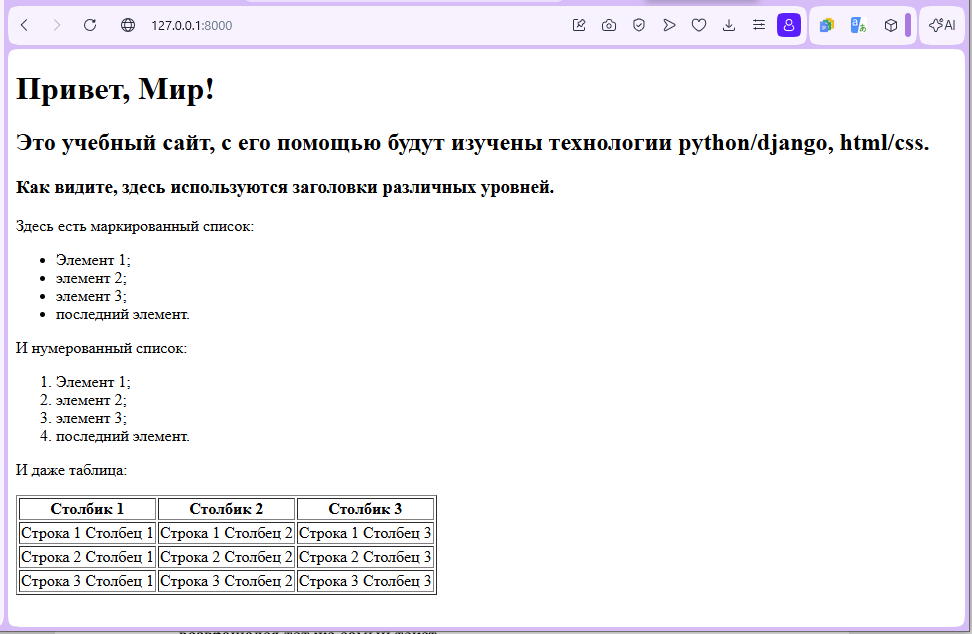 127.0.0.1:8000
AI
Привет, Мир!
Это учебный сайт, с его помощью будут изучены технологии python/django, html/css.
Как видите, здесь используются заголовки различных уровней.
Здесь есть маркированный список:
• Элемент 1;
• элемент 2;
• элемент 3;
• последний элемент.
И нумерованный список:
1. Элемент 1;
2. элемент 2;
3. элемент 3;
4. последний элемент.
И даже таблица:
Столбик 1 Столбик 2 Столбик 3
Строка 1 Столбец 1 Строка 1 Столбец 2 Строка 1 Столбец 3
Строка 2 Столбец 1 Строка 2 Столбец 2 Строка 2 Столбец 3
Строка 3 Столбец 1 Строка 3 Столбец 2 Строка 3 Столбец 3